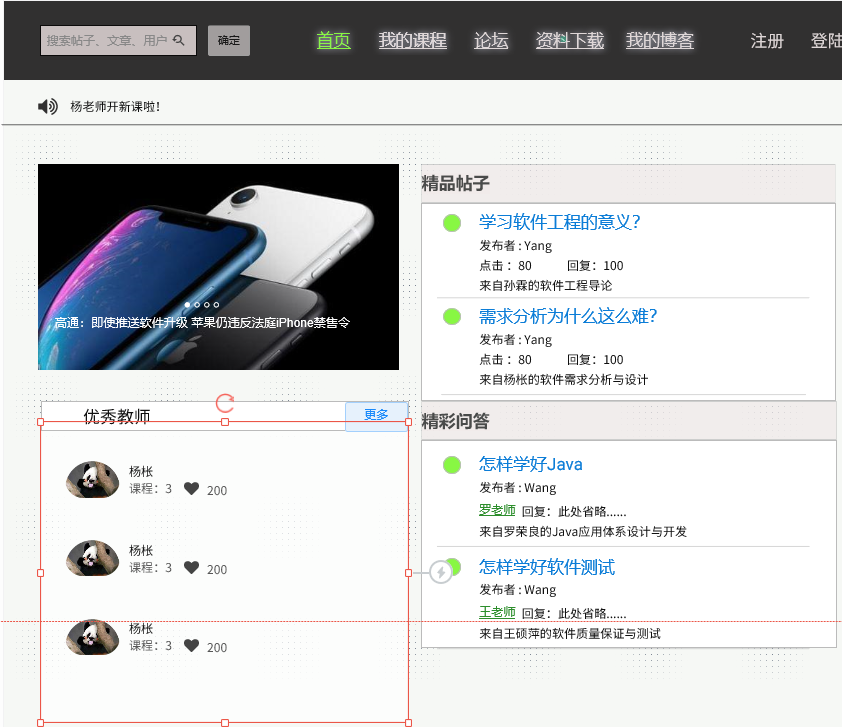 搜索帖子、文章、用户 确定 首页 我的课程 论坛 资料下载 我的博客 注册 登陆
杨老师开新课啦！
高通：即使推送软件升级 苹果仍违反法庭iPhone禁售令
优秀教师 更多
杨枨
课程：3 200
杨枨
课程：3 200
杨枨
课程：3 200
精品帖子
学习软件工程的意义？
发布者 : Yang
点击 ：80 回复：100
来自孙霖的软件工程导论
需求分析为什么这么难？
发布者 : Yang
点击 ：80 回复：100
来自杨枨的软件需求分析与设计
精彩问答
怎样学好Java
发布者 : Wang
罗老师 回复：此处省略......
来自罗荣良的Java应用体系设计与开发
怎样学好软件测试
发布者 : Wang
王老师 回复：此处省略......
来自王硕萍的软件质量保证与测试